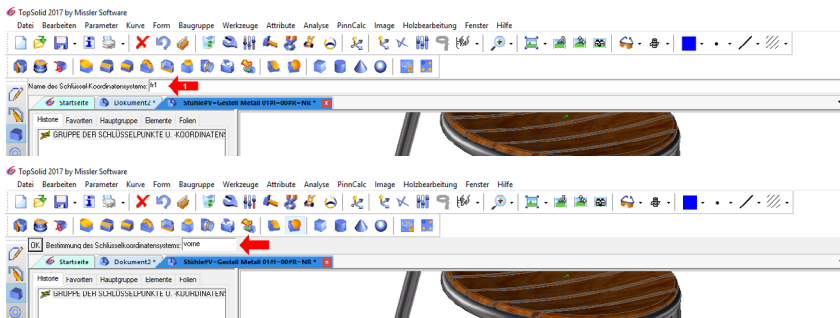 TopSolid 2017 by Missler Software
Datei Bearbeiten Parameter Kurve Form Baugruppe Werkzeuge Attribute Analyse PinnCalc Image Holzbearbeitung Fenster Hilfe
Name des Schlüssel-Koordinatensystems: fr1
1
Startseite Dokument2 * Stühle#V-Gestell Metall 01#I-00#R-NR * x
Historie Favoriten Hauptgruppe Elemente Folien
GRUPPE DER SCHLÜSSELPUNKTE U. -KOORDINATENS
TopSolid 2017 by Missler Software
Datei Bearbeiten Parameter Kurve Form Baugruppe Werkzeuge Attribute Analyse PinnCalc Image Holzbearbeitung Fenster Hilfe
OK Bestimmung des Schlüsselkoordinatensystems: vorne
Startseite Dokument2 * Stühle#V-Gestell Metall 01#I-00#R-NR * x
Historie Favoriten Hauptgruppe Elemente Folien
GRUPPE DER SCHLÜSSELPUNKTE U. -KOORDINATENS